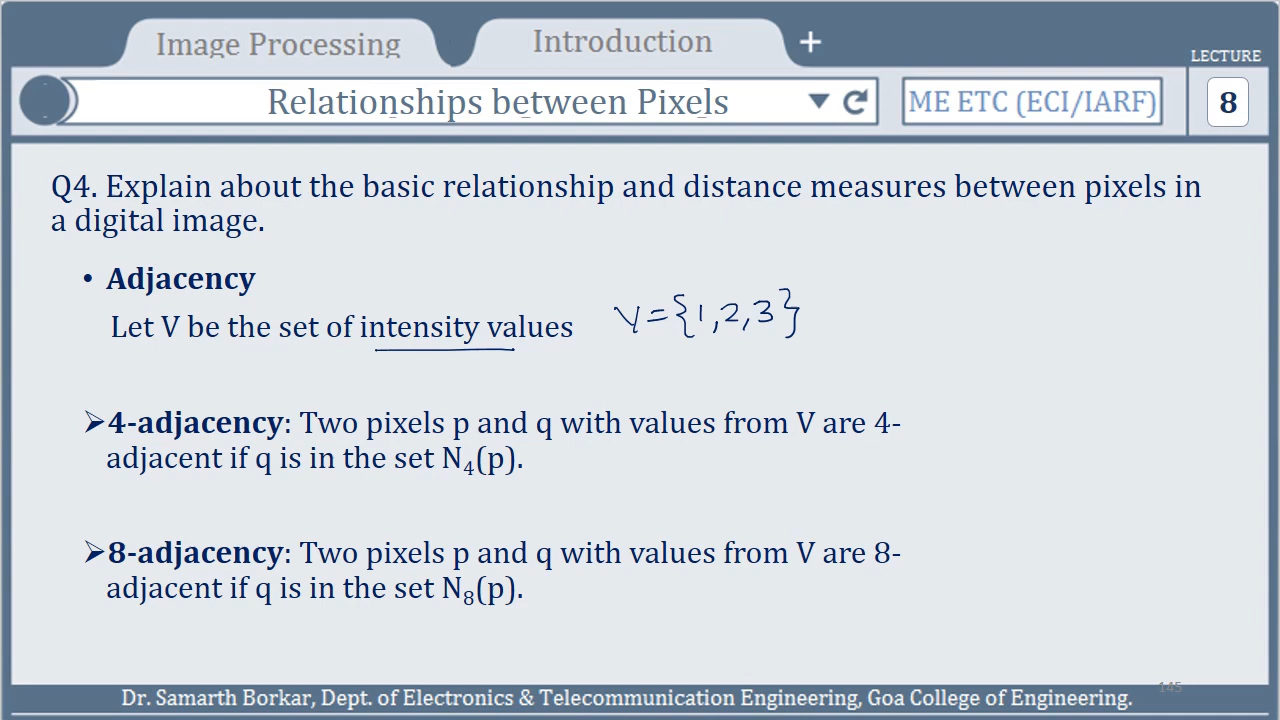 Image Processing
Introduction
+
LECTURE
Relationships between Pixels
ME ETC (ECI/IARF)
8
Q4. Explain about the basic relationship and distance measures between pixels in
a digital image.
• Adjacency
Let V be the set of intensity values V={1,2,3}
➢4-adjacency: Two pixels p and q with values from V are 4-
adjacent if q is in the set N₄(p).
➢8-adjacency: Two pixels p and q with values from V are 8-
adjacent if q is in the set N₈(p).
145
Dr. Samarth Borkar, Dept. of Electronics & Telecommunication Engineering, Goa College of Engineering.